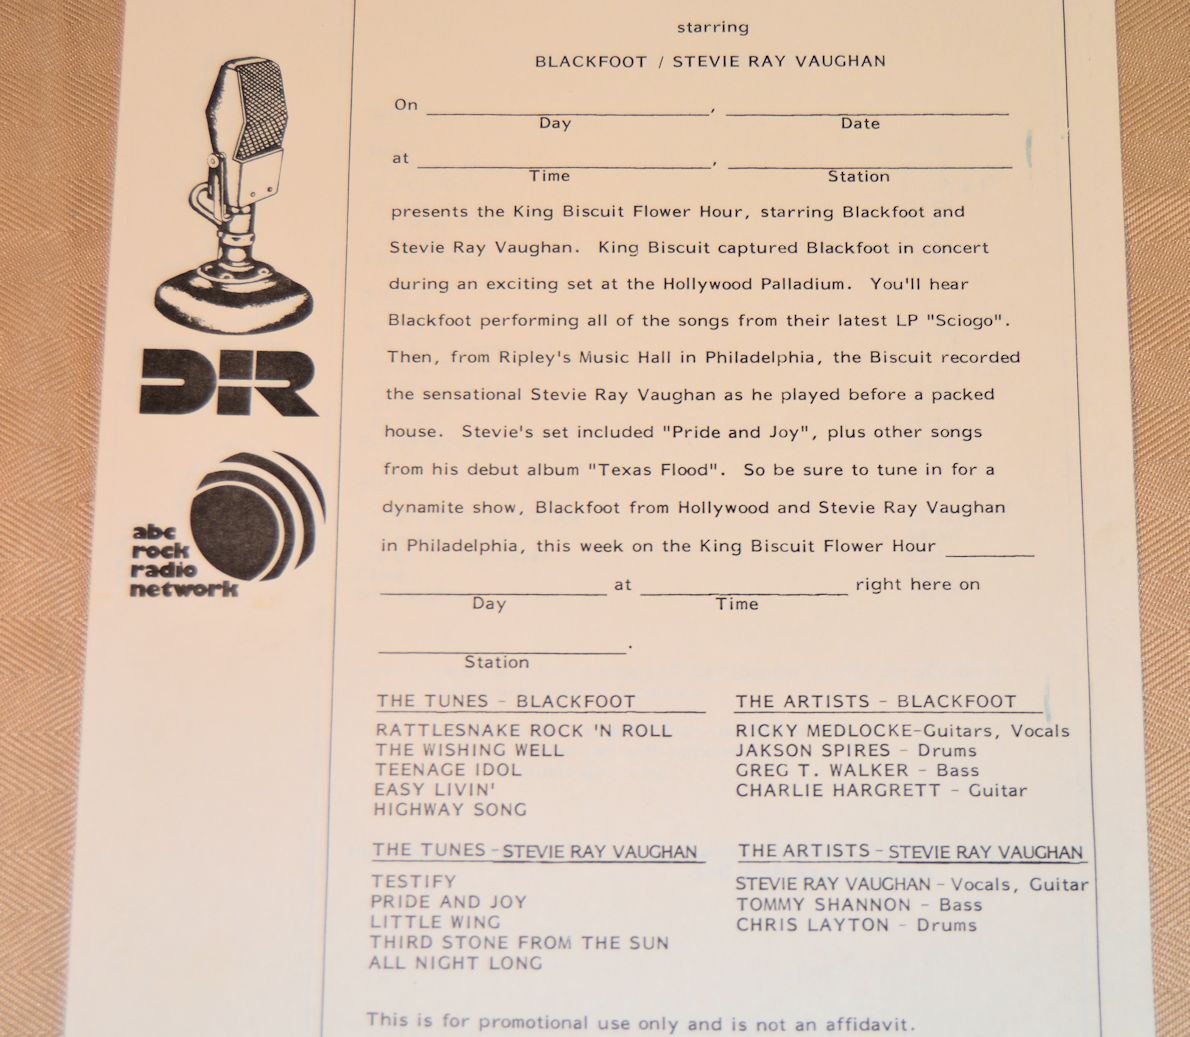 starring
BLACKFOOT / STEVIE RAY VAUGHAN
On ____, ____
Day Date
at ____, ____
Time Station
presents the King Biscuit Flower Hour, starring Blackfoot and
Stevie Ray Vaughan. King Biscuit captured Blackfoot in concert
during an exciting set at the Hollywood Palladium. You'll hear
Blackfoot performing all of the songs from their latest LP "Sciogo".
Then, from Ripley's Music Hall in Philadelphia, the Biscuit recorded
the sensational Stevie Ray Vaughan as he played before a packed
house. Stevie's set included "Pride and Joy", plus other songs
from his debut album "Texas Flood". So be sure to tune in for a
dynamite show, Blackfoot from Hollywood and Stevie Ray Vaughan
in Philadelphia, this week on the King Biscuit Flower Hour ____
____ at ____ right here on
Day Time
____.
Station
THE TUNES - BLACKFOOT
RATTLESNAKE ROCK 'N ROLL
THE WISHING WELL
TEENAGE IDOL
EASY LIVIN'
HIGHWAY SONG
THE ARTISTS - BLACKFOOT
RICKY MEDLOCKE-Guitars, Vocals
JAKSON SPIRES - Drums
GREG T. WALKER - Bass
CHARLIE HARGRETT - Guitar
THE TUNES - STEVIE RAY VAUGHAN
TESTIFY
PRIDE AND JOY
LITTLE WING
THIRD STONE FROM THE SUN
ALL NIGHT LONG
THE ARTISTS - STEVIE RAY VAUGHAN
STEVIE RAY VAUGHAN - Vocals, Guitar
TOMMY SHANNON - Bass
CHRIS LAYTON - Drums
This is for promotional use only and is not an affidavit.
DIR
abc
rock
radio
network